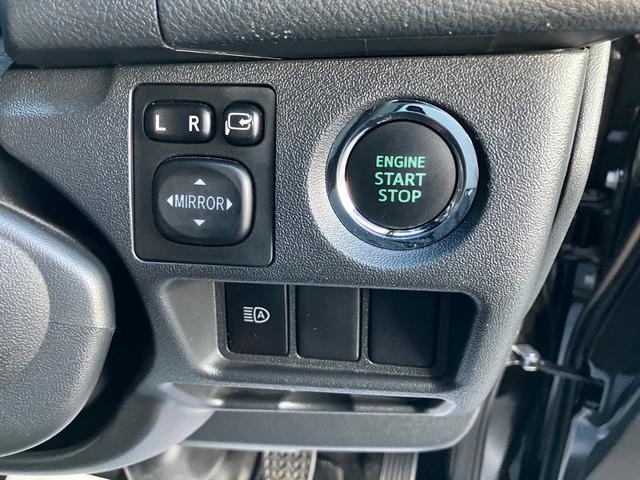 L R
MIRROR
ENGINE
START
STOP
A